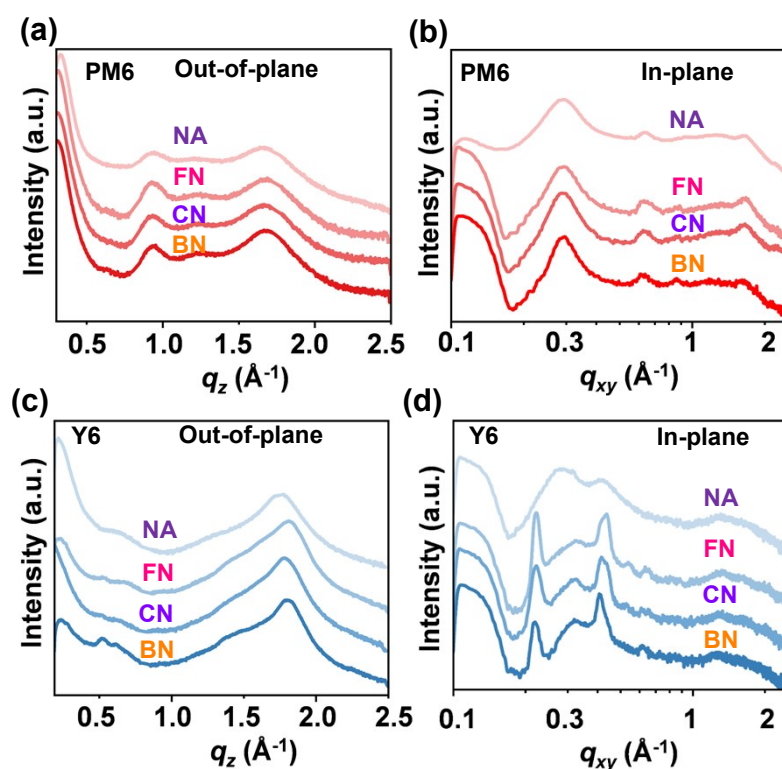 (a)
PM6 Out-of-plane
NA
FN
CN
BN
Intensity (a.u.)
0.5 1.0 1.5 2.0 2.5
qz (Å-1)
(b)
PM6 In-plane
NA
FN
CN
BN
Intensity (a.u.)
0.1 0.3 1 2
qxy (Å-1)
(c)
Y6 Out-of-plane
NA
FN
CN
BN
Intensity (a.u.)
0.5 1.0 1.5 2.0 2.5
qz (Å-1)
(d)
Y6 In-plane
NA
FN
CN
BN
Intensity (a.u.)
0.1 0.3 1 2
qxy (Å-1)